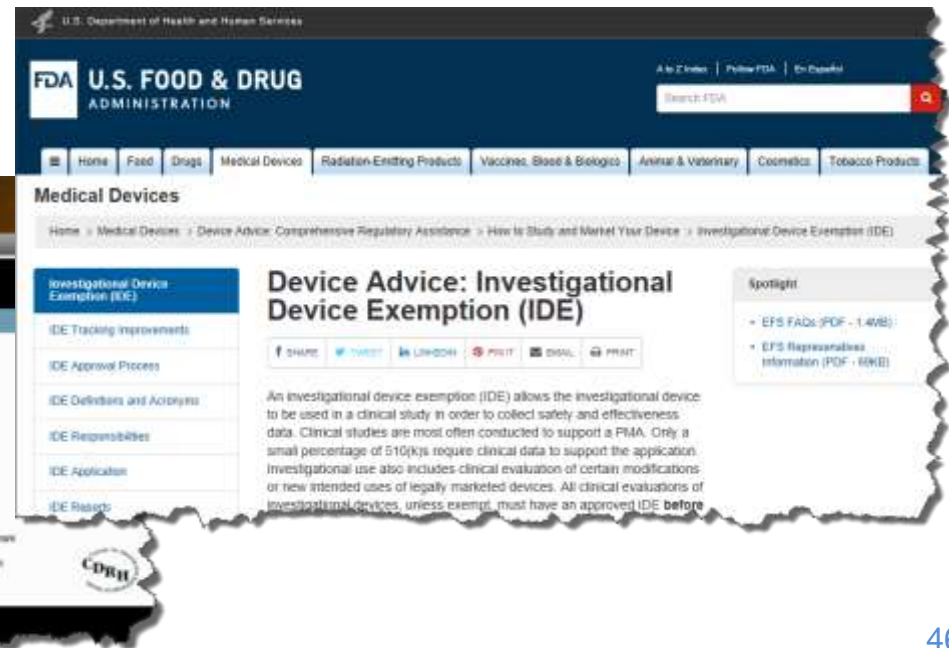 U.S. Department of Health and Human Services
FDA U.S. FOOD & DRUG
ADMINISTRATION
A to Z Index | Follow FDA | En Español
Search FDA
Home Food Drugs Medical Devices Radiation-Emitting Products Vaccines, Blood & Biologics Animal & Veterinary Cosmetics Tobacco Products
Medical Devices
Home > Medical Devices > Device Advice: Comprehensive Regulatory Assistance > How to Study and Market Your Device > Investigational Device Exemption (IDE)
Investigational Device
Exemption (IDE)
IDE Tracking Improvements
IDE Approval Process
IDE Definitions and Acronyms
IDE Responsibilities
IDE Application
IDE Reports
Device Advice: Investigational
Device Exemption (IDE)
SHARE TWEET LINKEDIN PIN IT EMAIL PRINT
An investigational device exemption (IDE) allows the investigational device
to be used in a clinical study in order to collect safety and effectiveness
data. Clinical studies are most often conducted to support a PMA. Only a
small percentage of 510(k)s require clinical data to support the application.
Investigational use also includes clinical evaluation of certain modifications
or new intended uses of legally marketed devices. All clinical evaluations of
investigational devices, unless exempt, must have an approved IDE before
Spotlight
• EFS FAQs (PDF - 1.4MB)
• EFS Representatives
Information (PDF - 69KB)
CDRH
46